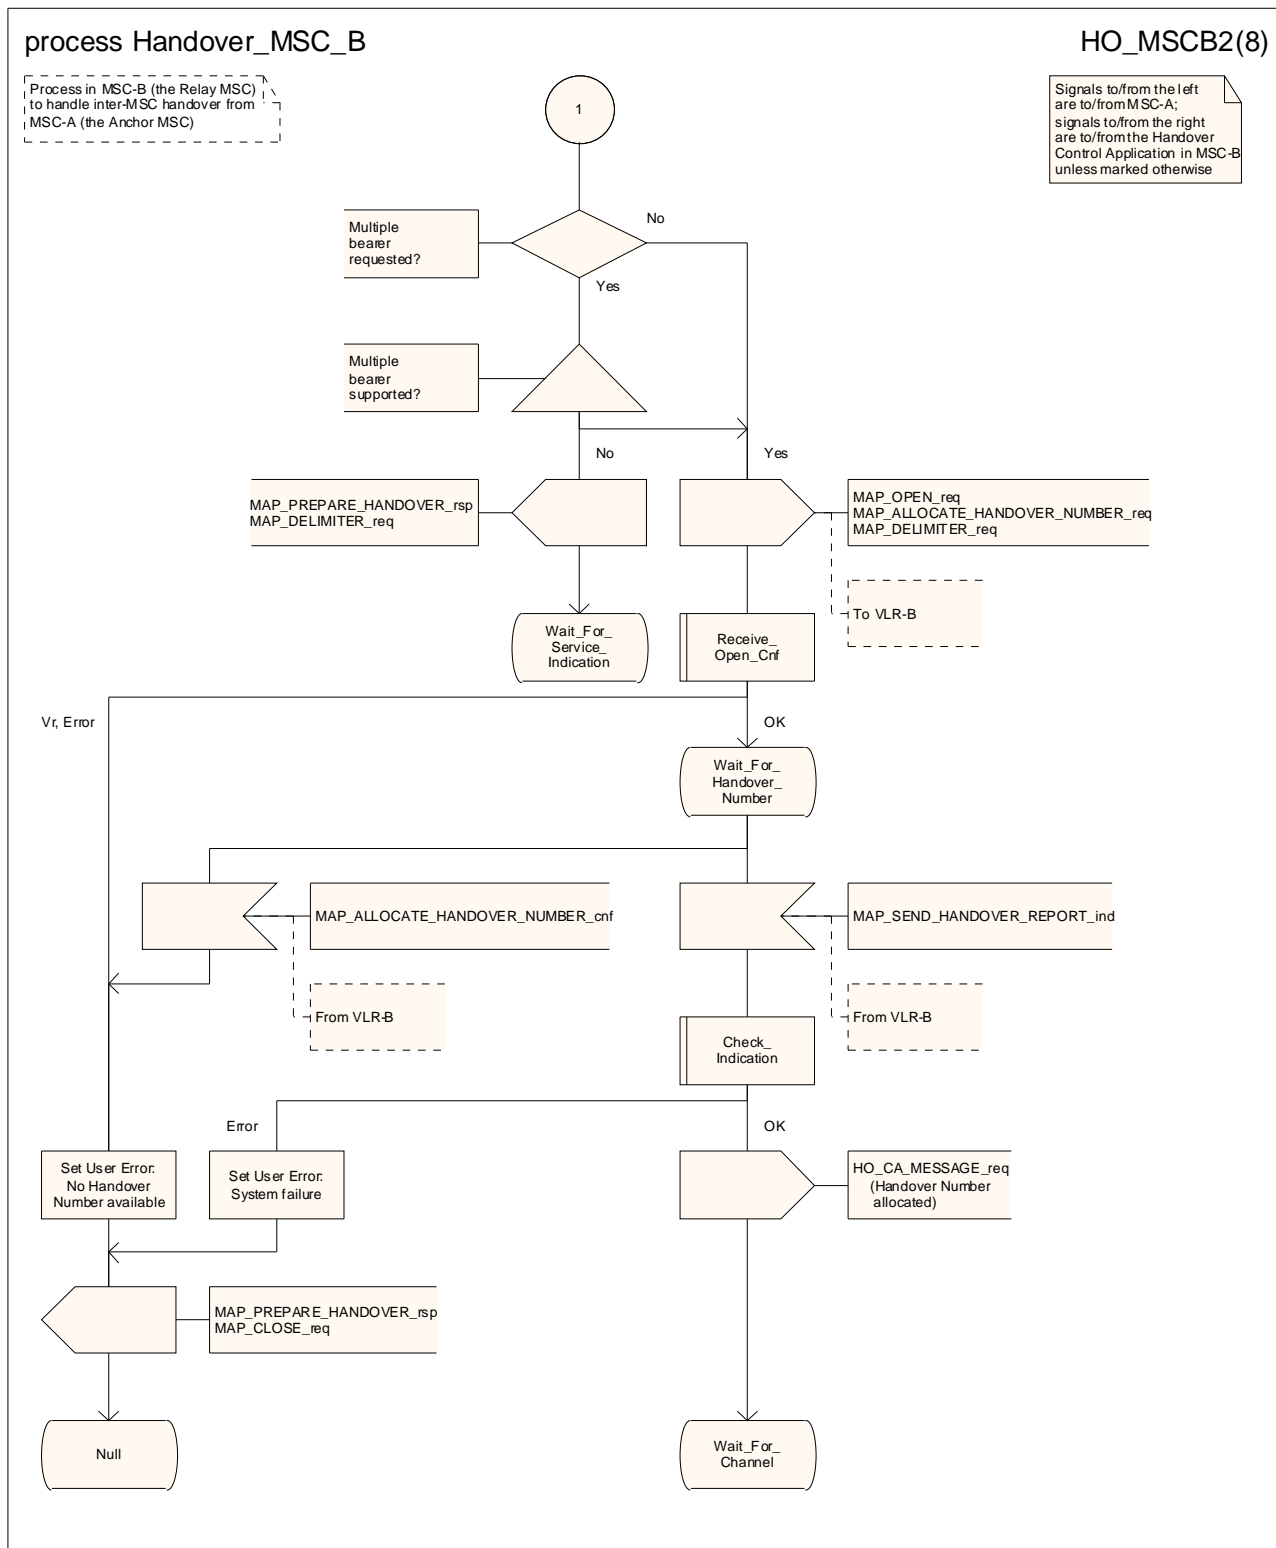 process Handover_MSC_B
HO_MSCB2(8)
Process in MSC-B (the Relay MSC)
to handle inter-MSC handover from
MSC-A (the Anchor MSC)
1
Signals to/from the left
are to/from MSC-A;
signals to/from the right
are to/from the Handover
Control Application in MSC-B
unless marked otherwise
Multiple
bearer
requested?
No
Yes
Multiple
bearer
supported?
No
Yes
MAP_PREPARE_HANDOVER_rsp
MAP_DELIMITER_req
MAP_OPEN_req
MAP_ALLOCATE_HANDOVER_NUMBER_req
MAP_DELIMITER_req
To VLR-B
Wait_For_
Service_
Indication
Receive_
Open_Cnf
Vr, Error
OK
Wait_For_
Handover_
Number
MAP_ALLOCATE_HANDOVER_NUMBER_cnf
MAP_SEND_HANDOVER_REPORT_ind
From VLR-B
From VLR-B
Check_
Indication
Error
OK
Set User Error:
No Handover
Number available
Set User Error:
System failure
HO_CA_MESSAGE_req
(Handover Number
allocated)
MAP_PREPARE_HANDOVER_rsp
MAP_CLOSE_req
Null
Wait_For_
Channel